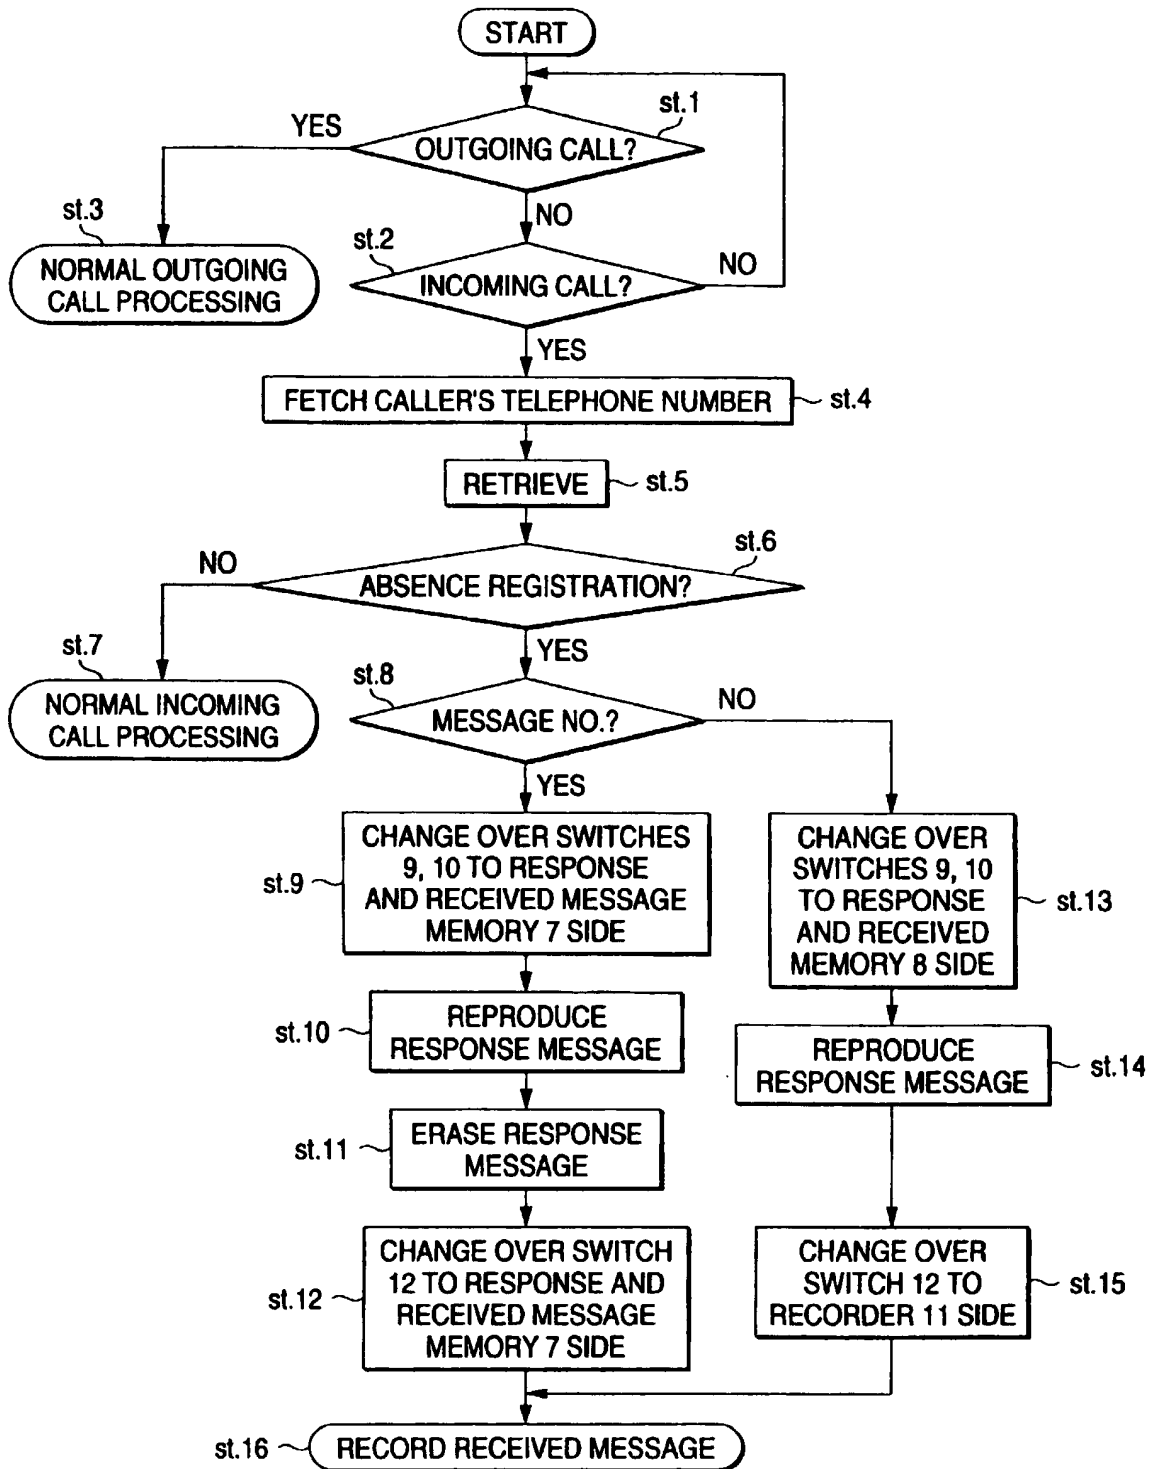 START
st.1
YES
OUTGOING CALL?
NO
st.3
NORMAL OUTGOING
CALL PROCESSING
st.2
INCOMING CALL?
NO
YES
FETCH CALLER'S TELEPHONE NUMBER
st.4
RETRIEVE
st.5
st.6
NO
ABSENCE REGISTRATION?
YES
st.7
NORMAL INCOMING
CALL PROCESSING
st.8
MESSAGE NO.?
NO
YES
st.9
CHANGE OVER SWITCHES
9, 10 TO RESPONSE
AND RECEIVED MESSAGE
MEMORY 7 SIDE
CHANGE OVER
SWITCHES 9, 10
TO RESPONSE
AND RECEIVED
MEMORY 8 SIDE
st.13
st.10
REPRODUCE
RESPONSE MESSAGE
REPRODUCE
RESPONSE MESSAGE
st.14
st.11
ERASE RESPONSE
MESSAGE
st.12
CHANGE OVER SWITCH
12 TO RESPONSE AND
RECEIVED MESSAGE
MEMORY 7 SIDE
CHANGE OVER
SWITCH 12 TO
RECORDER 11 SIDE
st.15
st.16
RECORD RECEIVED MESSAGE